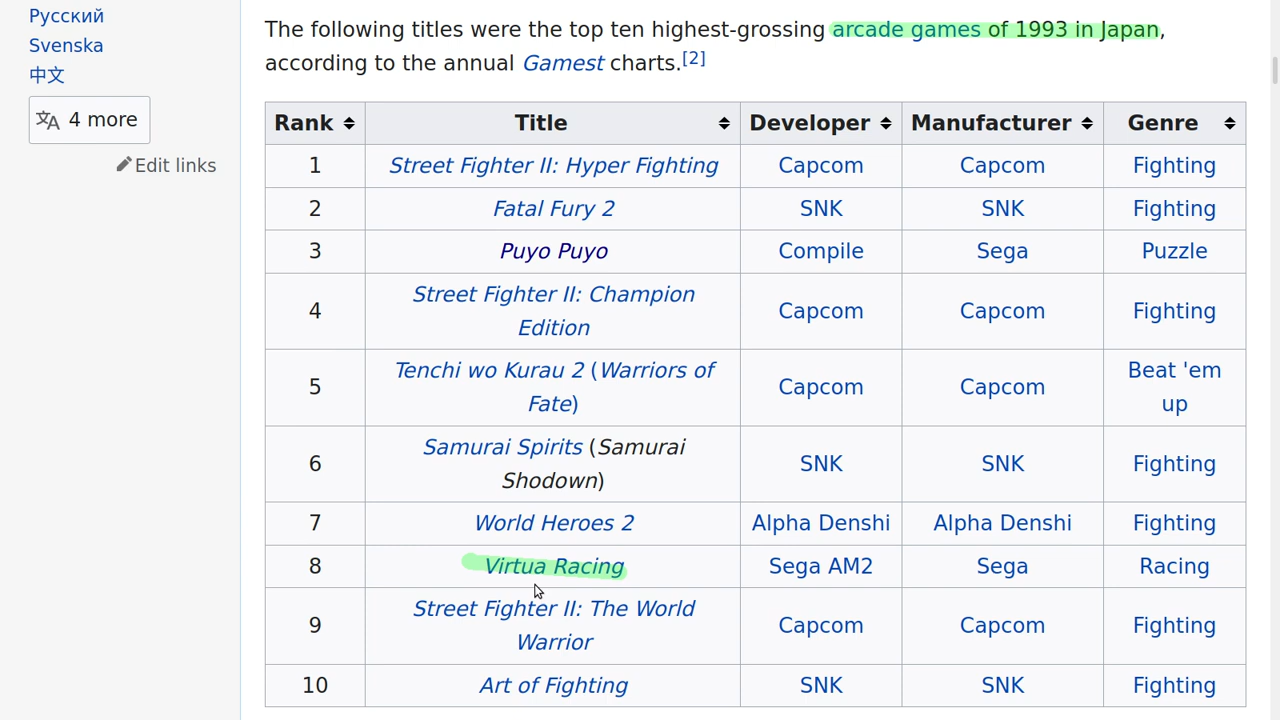 Русский
Svenska
中文
4 more
Edit links
The following titles were the top ten highest-grossing arcade games of 1993 in Japan,
according to the annual Gamest charts.[2]
Rank Title Developer Manufacturer Genre
1 Street Fighter II: Hyper Fighting Capcom Capcom Fighting
2 Fatal Fury 2 SNK SNK Fighting
3 Puyo Puyo Compile Sega Puzzle
4 Street Fighter II: Champion
Edition Capcom Capcom Fighting
5 Tenchi wo Kurau 2 (Warriors of
Fate) Capcom Capcom Beat 'em
up
6 Samurai Spirits (Samurai
Shodown) SNK SNK Fighting
7 World Heroes 2 Alpha Denshi Alpha Denshi Fighting
8 Virtua Racing Sega AM2 Sega Racing
9 Street Fighter II: The World
Warrior Capcom Capcom Fighting
10 Art of Fighting SNK SNK Fighting